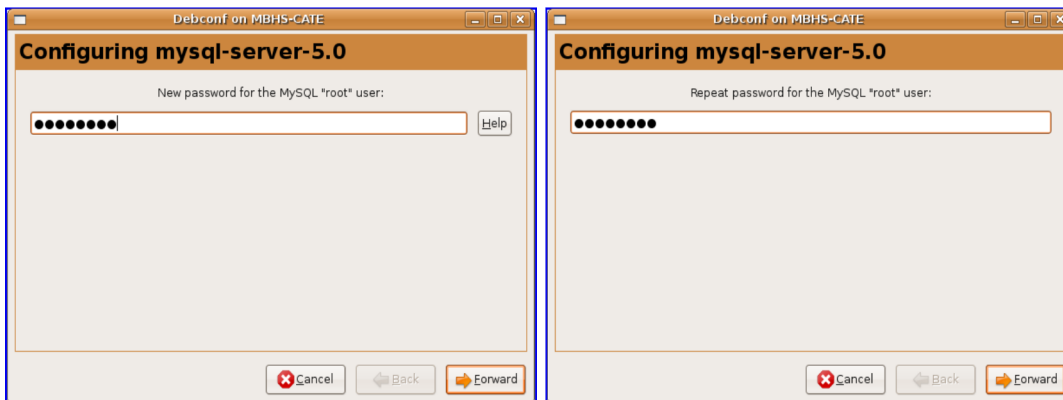 Debconf on MBHS-CATE
Configuring mysql-server-5.0
New password for the MySQL "root" user:
Help
Cancel
Back
Forward
Debconf on MBHS-CATE
Configuring mysql-server-5.0
Repeat password for the MySQL "root" user:
Cancel
Back
Forward